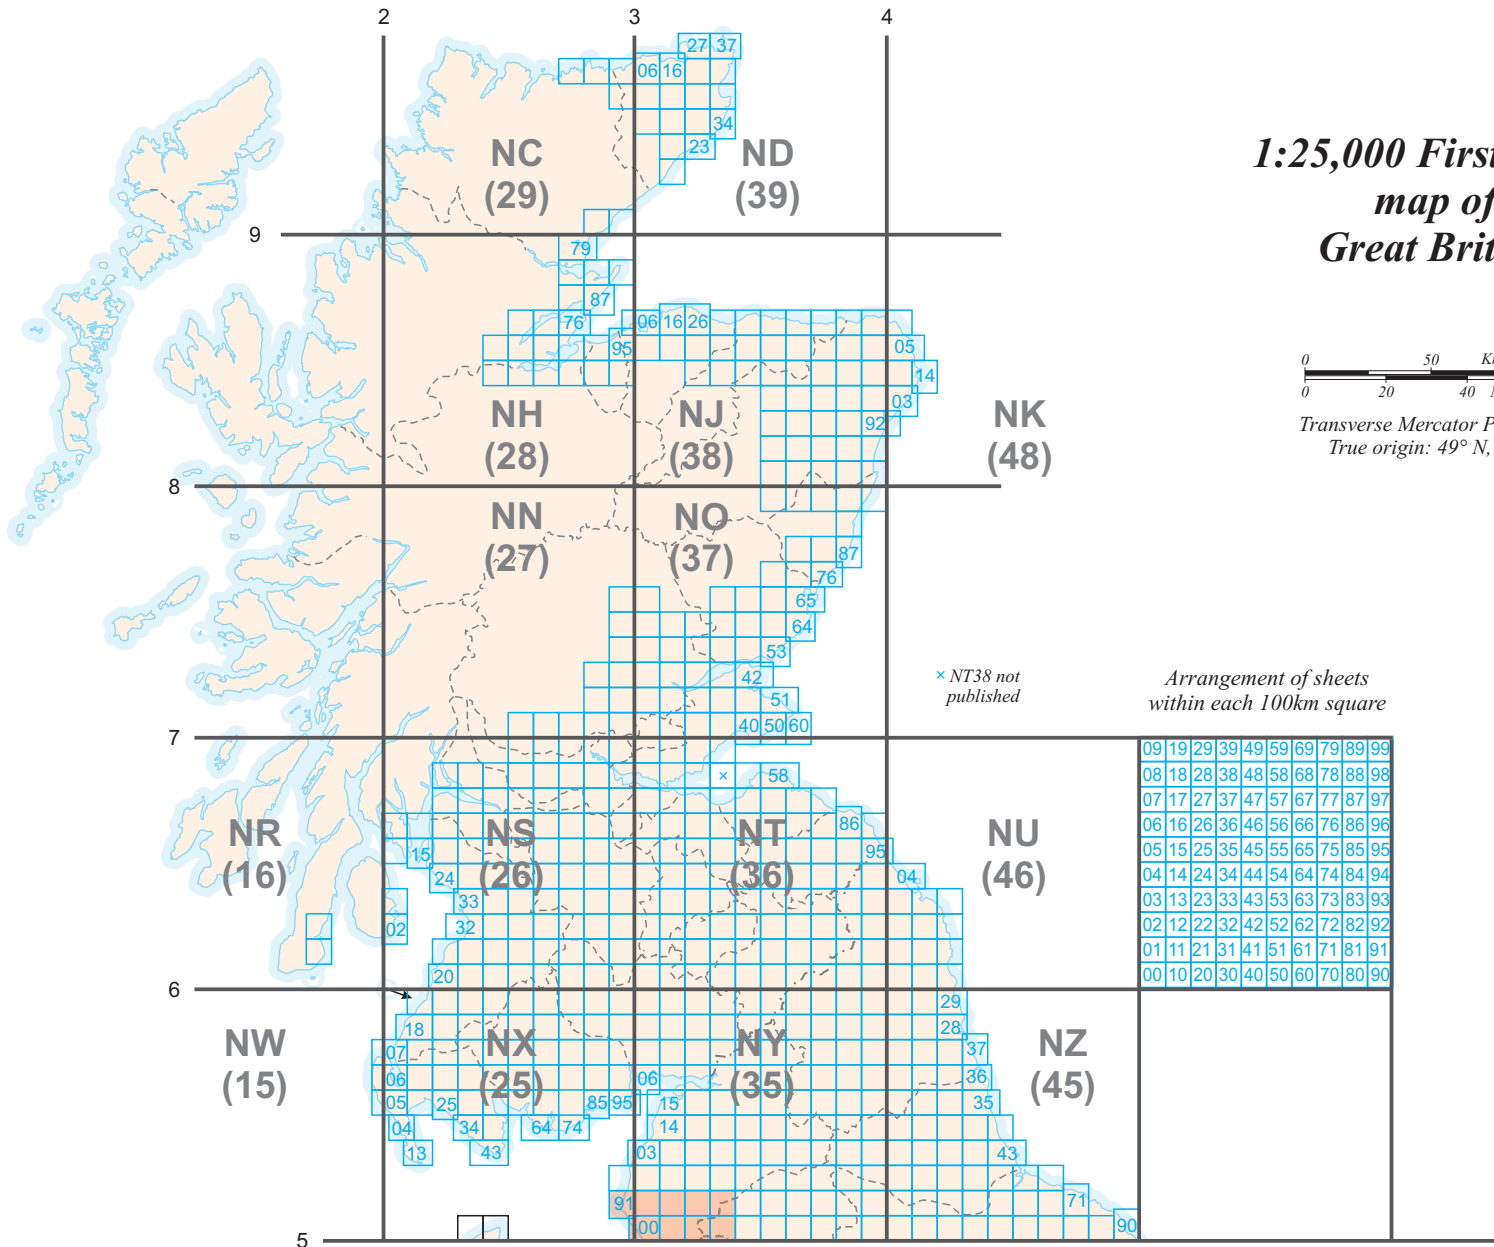 2 3 4
27 37
06 16
34
23
NC
(29)
ND
(39)
1:25,000 First
map of
Great Brit
9
79
87
76 06 16 26
95 05
14
03
92
0 50
0 20 40
Transverse Mercator P
True origin: 49° N,
NH
(28)
NJ
(38)
NK
(48)
8
NN
(27)
NO
(37)
87
76
65
64
53
42
51
40 50 60
× NT38 not
published
Arrangement of sheets
within each 100km square
7
09 19 29 39 49 59 69 79 89 99
08 18 28 38 48 58 68 78 88 98
07 17 27 37 47 57 67 77 87 97
06 16 26 36 46 56 66 76 86 96
05 15 25 35 45 55 65 75 85 95
04 14 24 34 44 54 64 74 84 94
03 13 23 33 43 53 63 73 83 93
02 12 22 32 42 52 62 72 82 92
01 11 21 31 41 51 61 71 81 91
00 10 20 30 40 50 60 70 80 90
× 58
86
NR
(16)
NS
(26)
NT
(36)
NU
(46)
15 95
24 04
33
02 32
20
6
29
18 28
NW
(15)
NX
(25)
NY
(35)
NZ
(45)
07 37
06 06 36
05 25 85 95 15 35
04 34 64 74 14
13 43 03 43
91 71
00 90
5